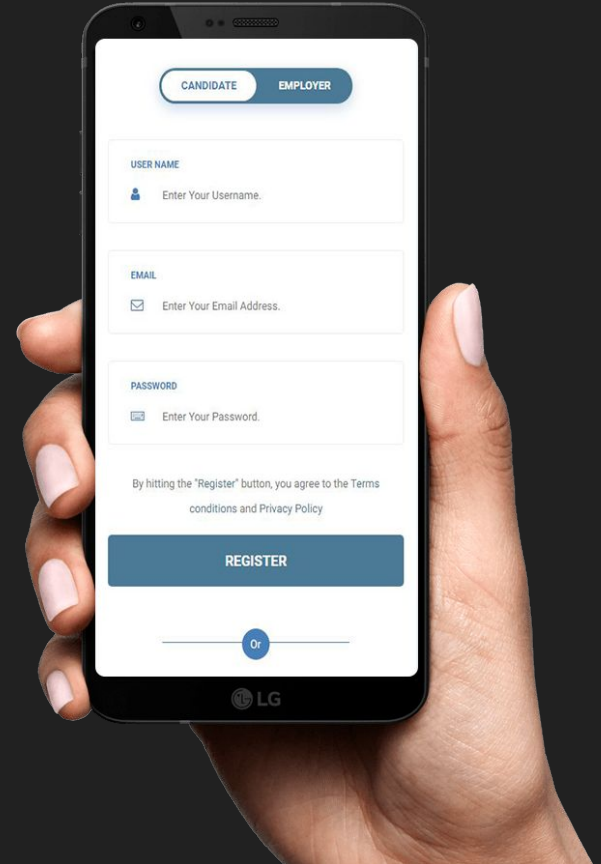 CANDIDATE EMPLOYER
USER NAME
Enter Your Username.
EMAIL
Enter Your Email Address.
PASSWORD
Enter Your Password.
By hitting the "Register" button, you agree to the Terms
conditions and Privacy Policy
REGISTER
Or
LG